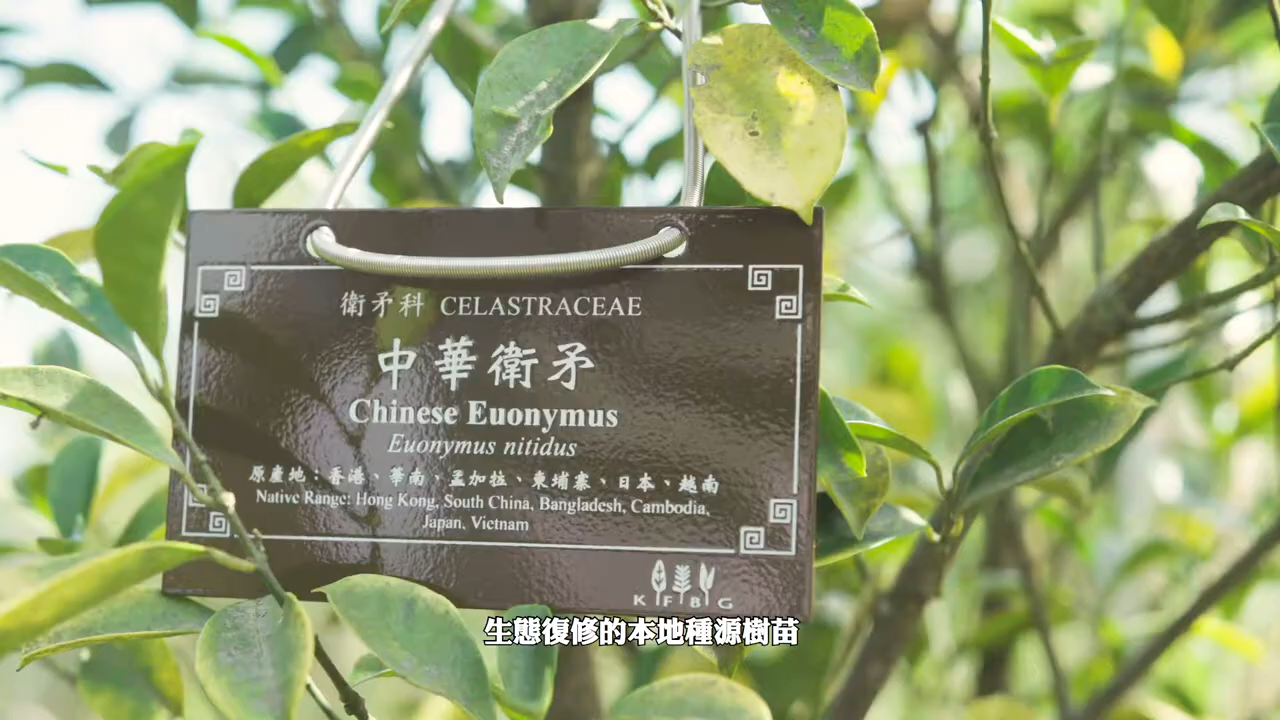 衛矛科 CELASTRACEAE
中華衛矛
Chinese Euonymus
Euonymus nitidus
原產地：香港、華南、孟加拉、柬埔寨、日本、越南
Native Range: Hong Kong, South China, Bangladesh, Cambodia,
Japan, Vietnam
KFBG
生態復修的本地種源樹苗